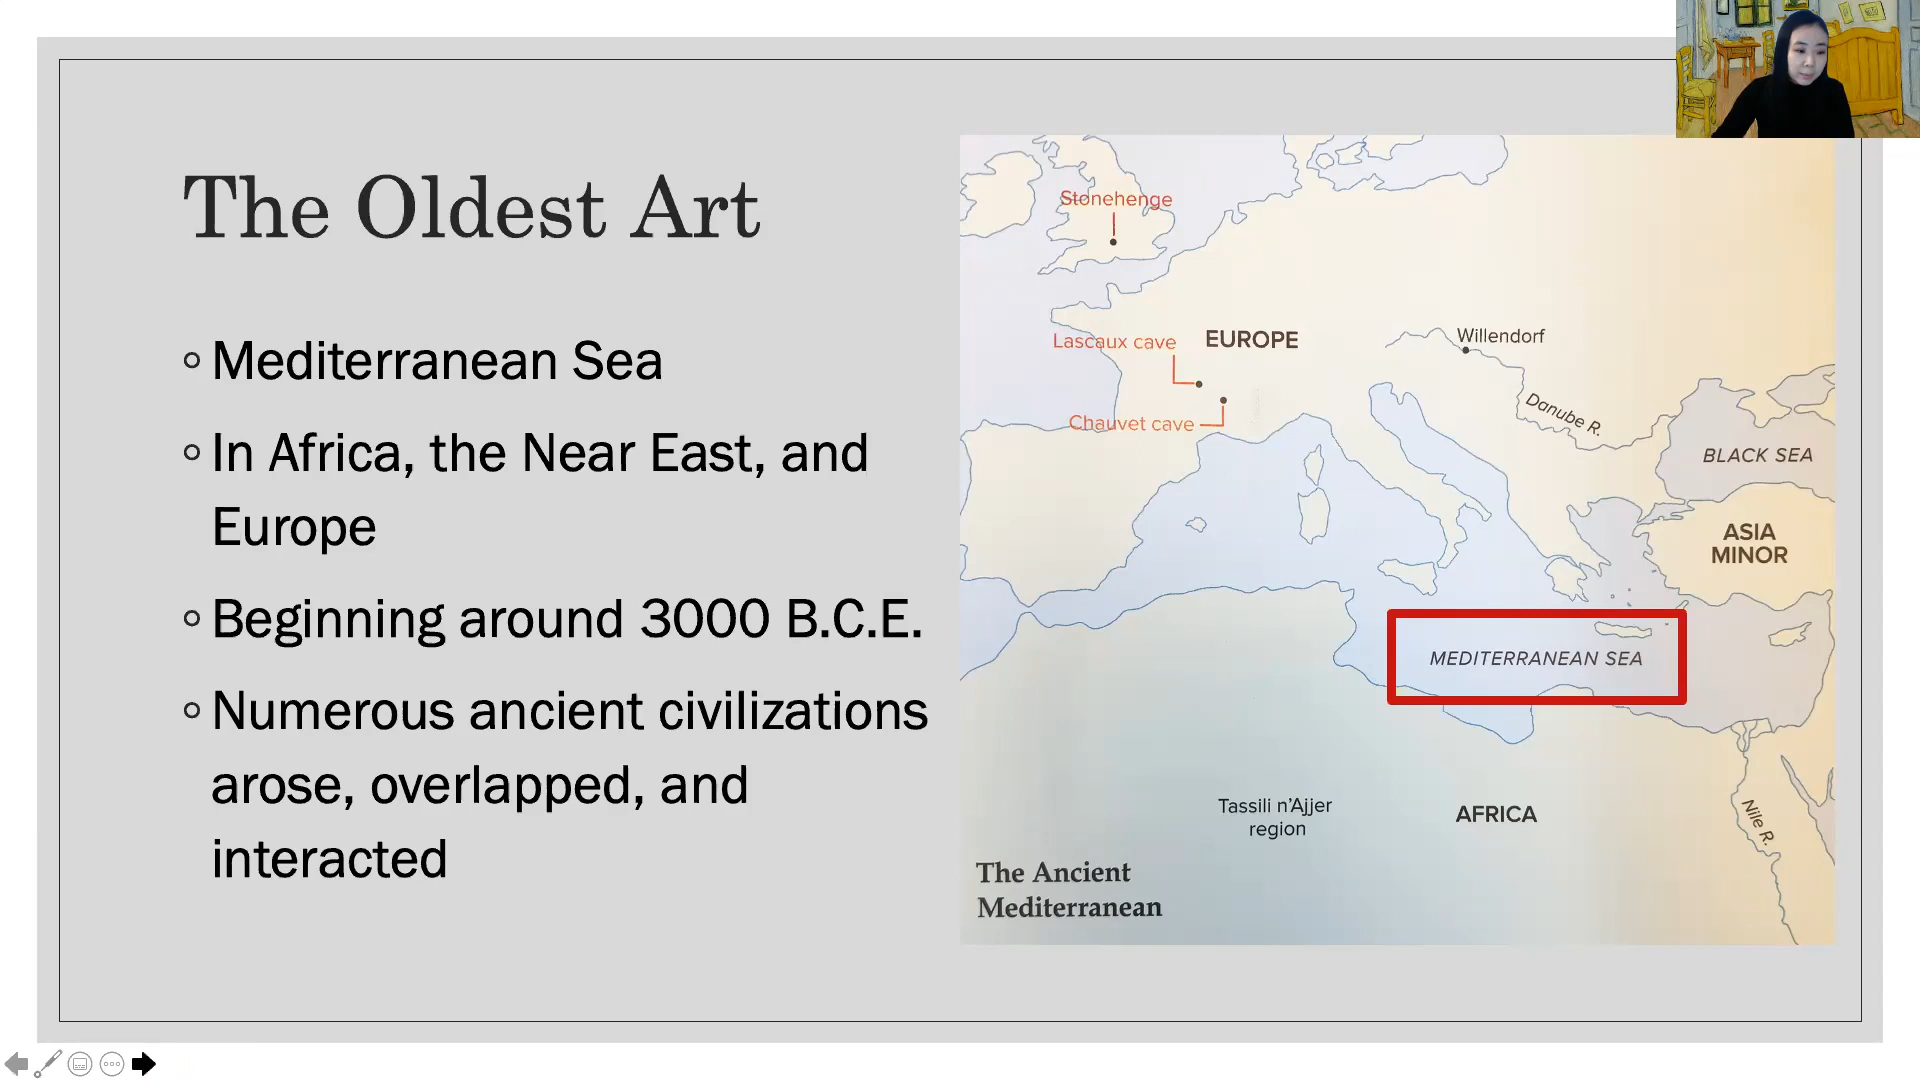 The Oldest Art
Mediterranean Sea
In Africa, the Near East, and
Europe
Beginning around 3000 B.C.E.
Numerous ancient civilizations
arose, overlapped, and
interacted
Stonehenge
Lascaux cave
EUROPE
Willendorf
Chauvet cave
Danube R.
BLACK SEA
ASIA
MINOR
MEDITERRANEAN SEA
Tassili n’Ajjer
region
AFRICA
Nile R.
The Ancient
Mediterranean